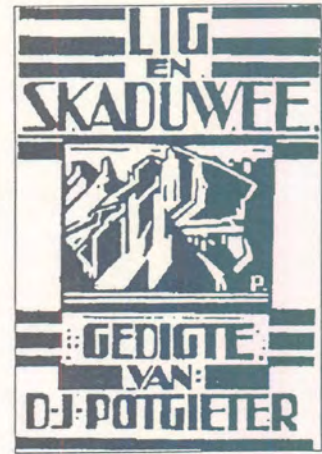 LIG
EN
SKADUWEE
P.
GEDIGTE
VAN:
D·J·POTGIETER